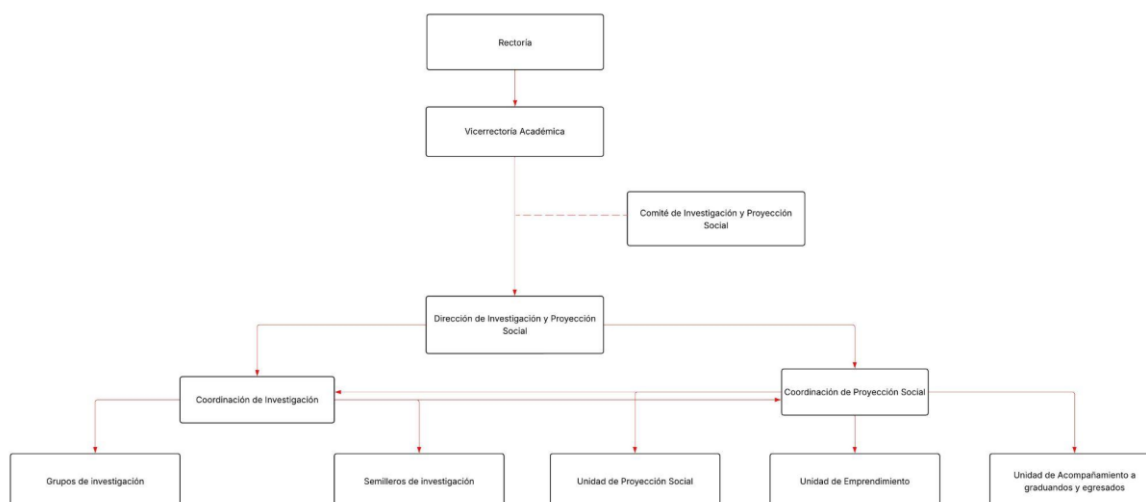 Rectoría
Vicerrectoría Académica
Comité de Investigación y Proyección
Social
Dirección de Investigación y Proyección
Social
Coordinación de Investigación
Coordinación de Proyección Social
Grupos de investigación
Semilleros de investigación
Unidad de Proyección Social
Unidad de Emprendimiento
Unidad de Acompañamiento a
graduandos y egresados